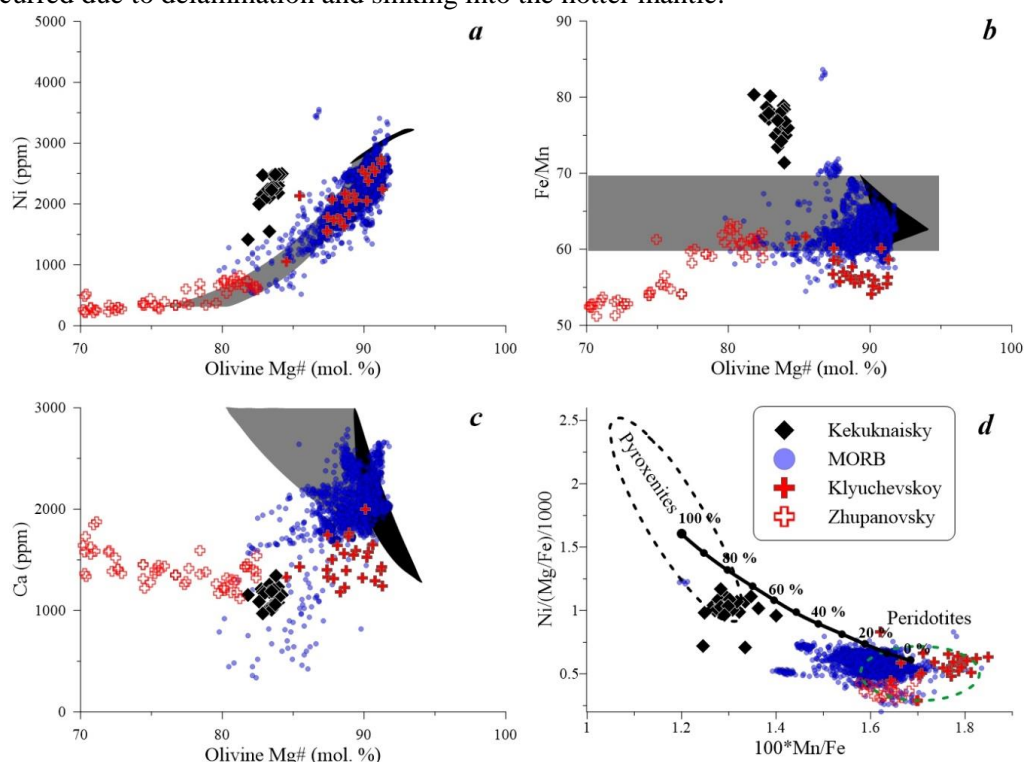 curred due to delamination and sinking into the hotter mantle.
a
5000
4000
3000
2000
1000
0
Ni (ppm)
70 80 90 100
Olivine Mg# (mol. %)
b
90
80
70
60
50
Fe/Mn
70 80 90 100
Olivine Mg# (mol. %)
c
3000
2000
1000
0
Ca (ppm)
70 80 90 100
Olivine Mg# (mol. %)
d
2.5
2
1.5
1
0.5
Ni/(Mg/Fe)/1000
Pyroxenites
Kekuknaisky
MORB
Klyuchevskoy
Zhupanovsky
100 %
80 %
60 %
40 %
20 %
0 %
Peridotites
1 1.2 1.4 1.6 1.8
100*Mn/Fe